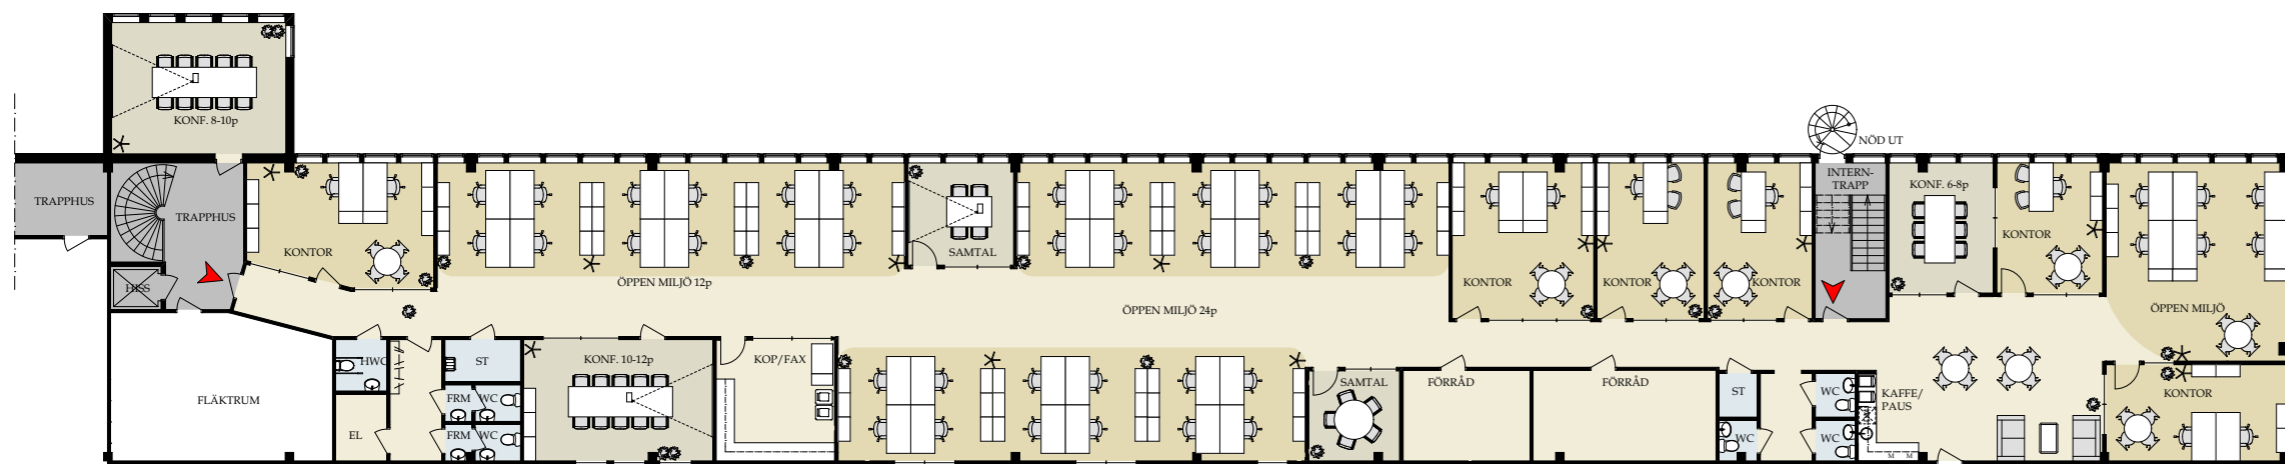 KONF. 8-10p
NÖD UT
TRAPPHUS
TRAPPHUS
KONTOR
HISS
ÖPPEN MILJÖ 12p
SAMTAL
ÖPPEN MILJÖ 24p
KONTOR
KONTOR
KONTOR
INTERN-
TRAPP
KONF. 6-8p
KONTOR
ÖPPEN MILJÖ
FLÄKTRUM
HWC
EL
ST
FRM
WC
FRM
WC
KONF. 10-12p
KOP/FAX
SAMTAL
FÖRRÅD
FÖRRÅD
ST
WC
WC
WC
KAFFE/
PAUS
M M
KONTOR